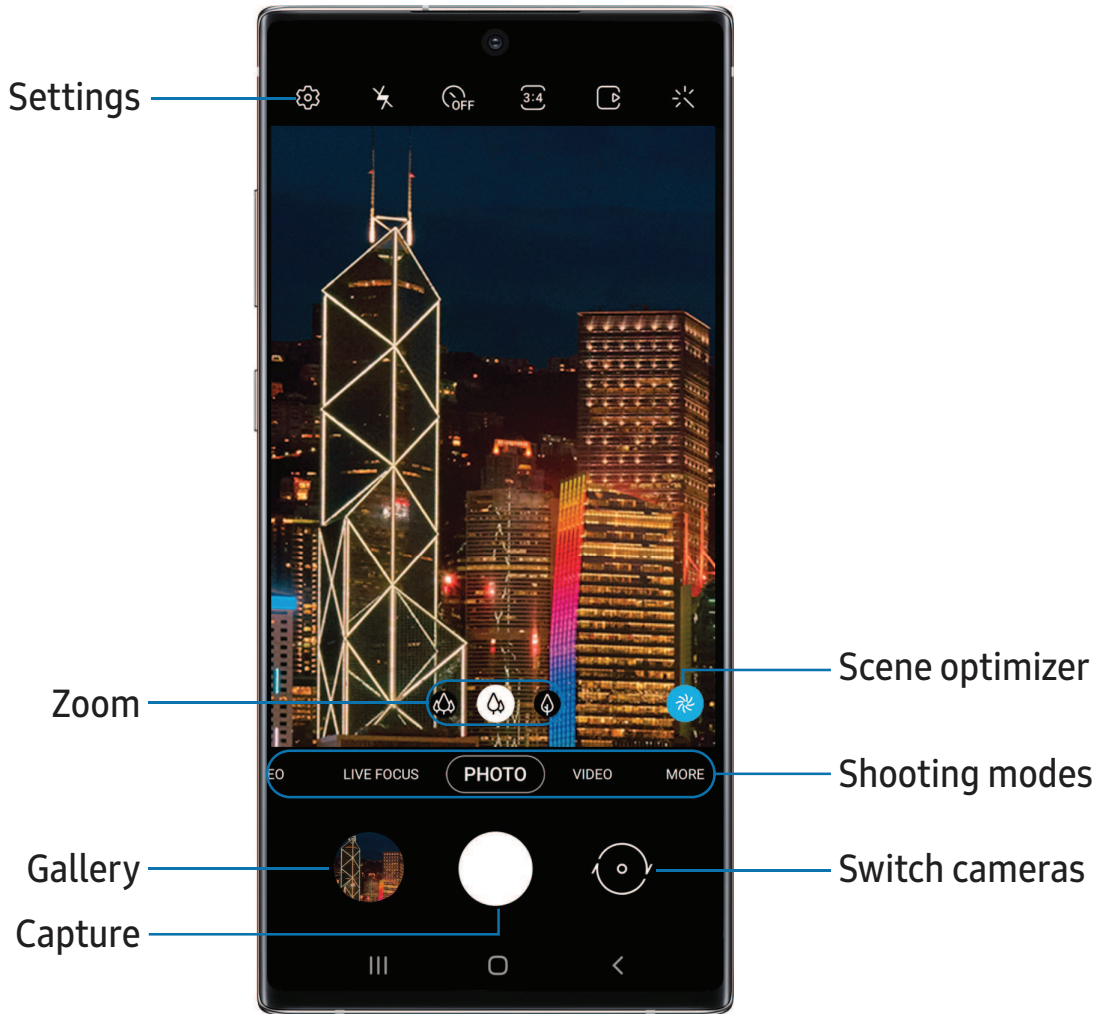 Settings
OFF
3:4
Zoom
Scene optimizer
EO LIVE FOCUS PHOTO VIDEO MORE
Shooting modes
Gallery
Switch cameras
Capture